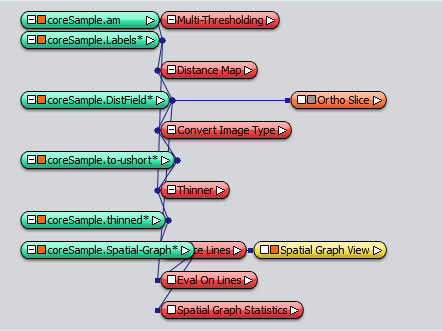 coreSample.am Multi-Thresholding
coreSample.Labels*
Distance Map
coreSample.DistField* Ortho Slice
Convert Image Type
coreSample.to-ushort*
Thinner
coreSample.thinned*
coreSample.Spatial-Graph* Lines Spatial Graph View
Eval On Lines
Spatial Graph Statistics